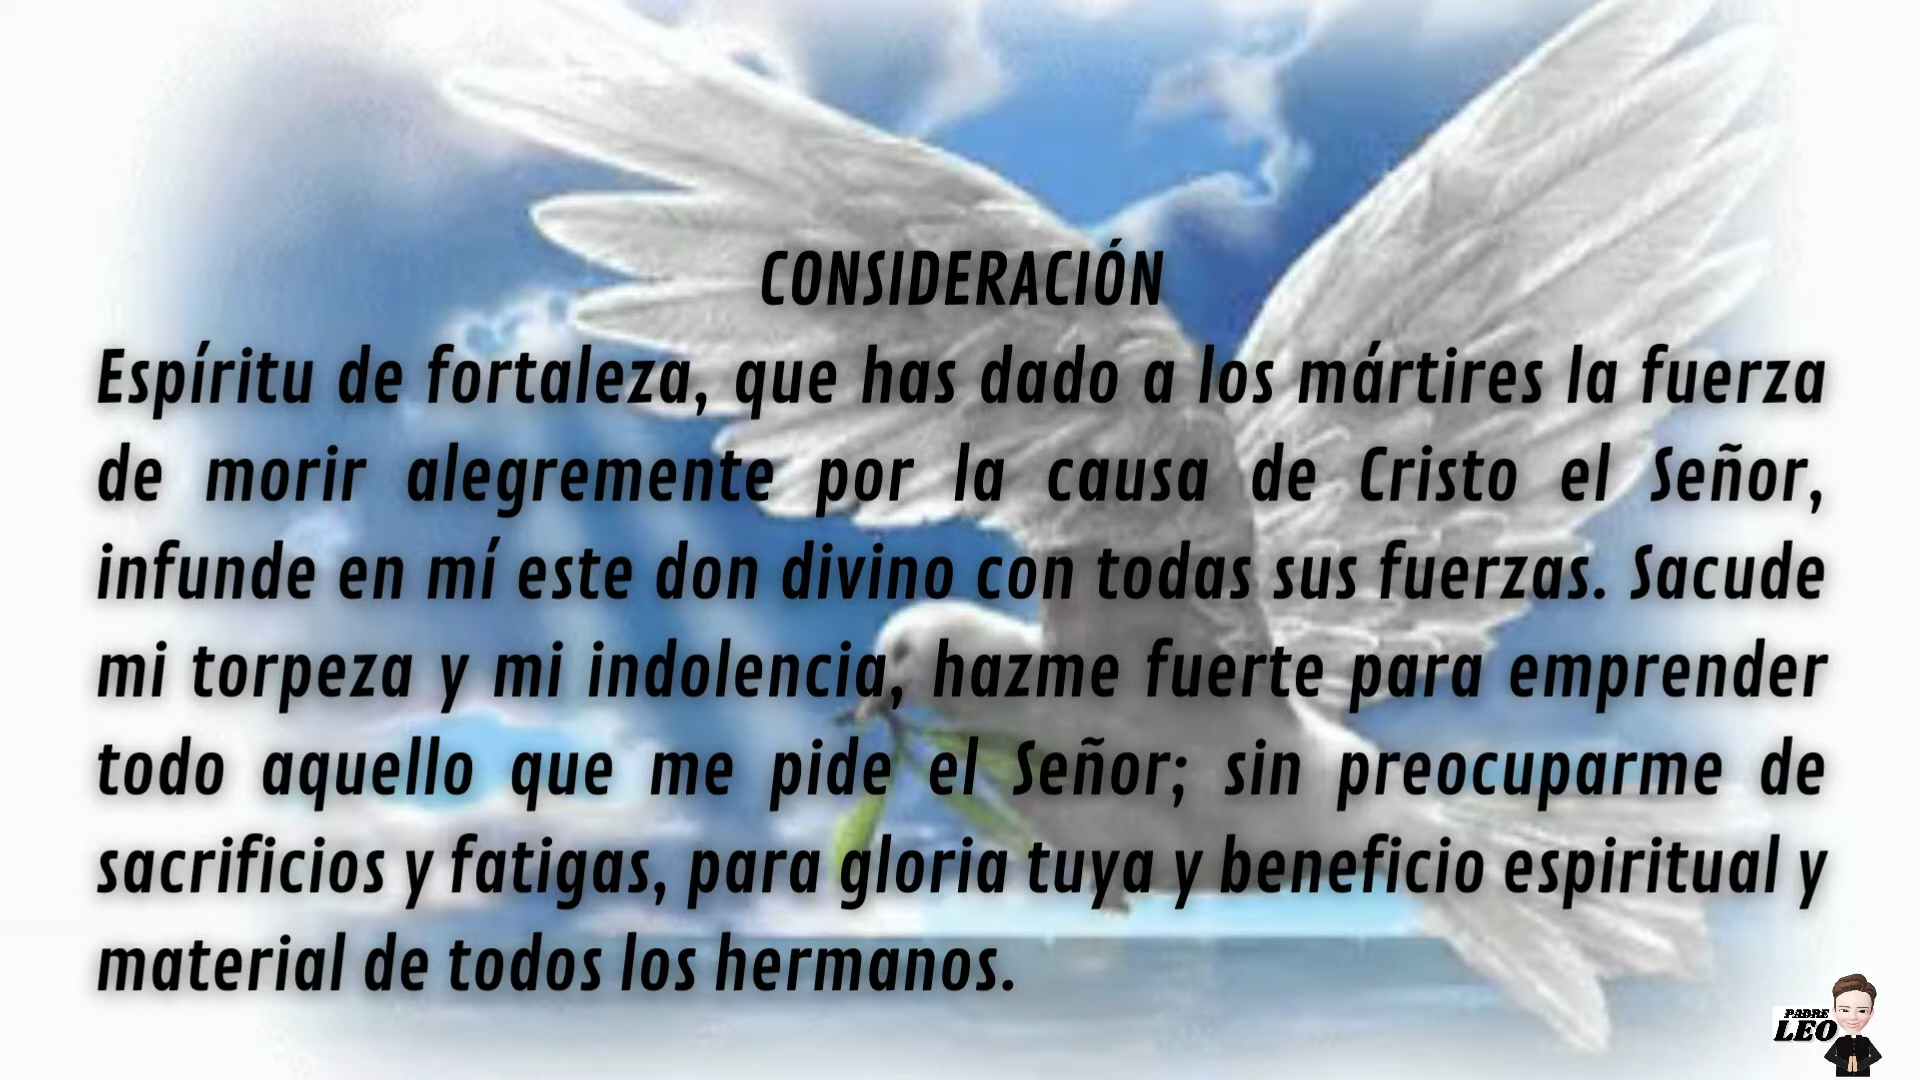 CONSIDERACIÓN
Espíritu de fortaleza, que has dado a los mártires la fuerza
de morir alegremente por la causa de Cristo el Señor,
infunde en mí este don divino con todas sus fuerzas. Sacude
mi torpeza y mi indolencia, hazme fuerte para emprender
todo aquello que me pide el Señor; sin preocuparme de
sacrificios y fatigas, para gloria tuya y beneficio espiritual y
material de todos los hermanos.
PADRE
LEO